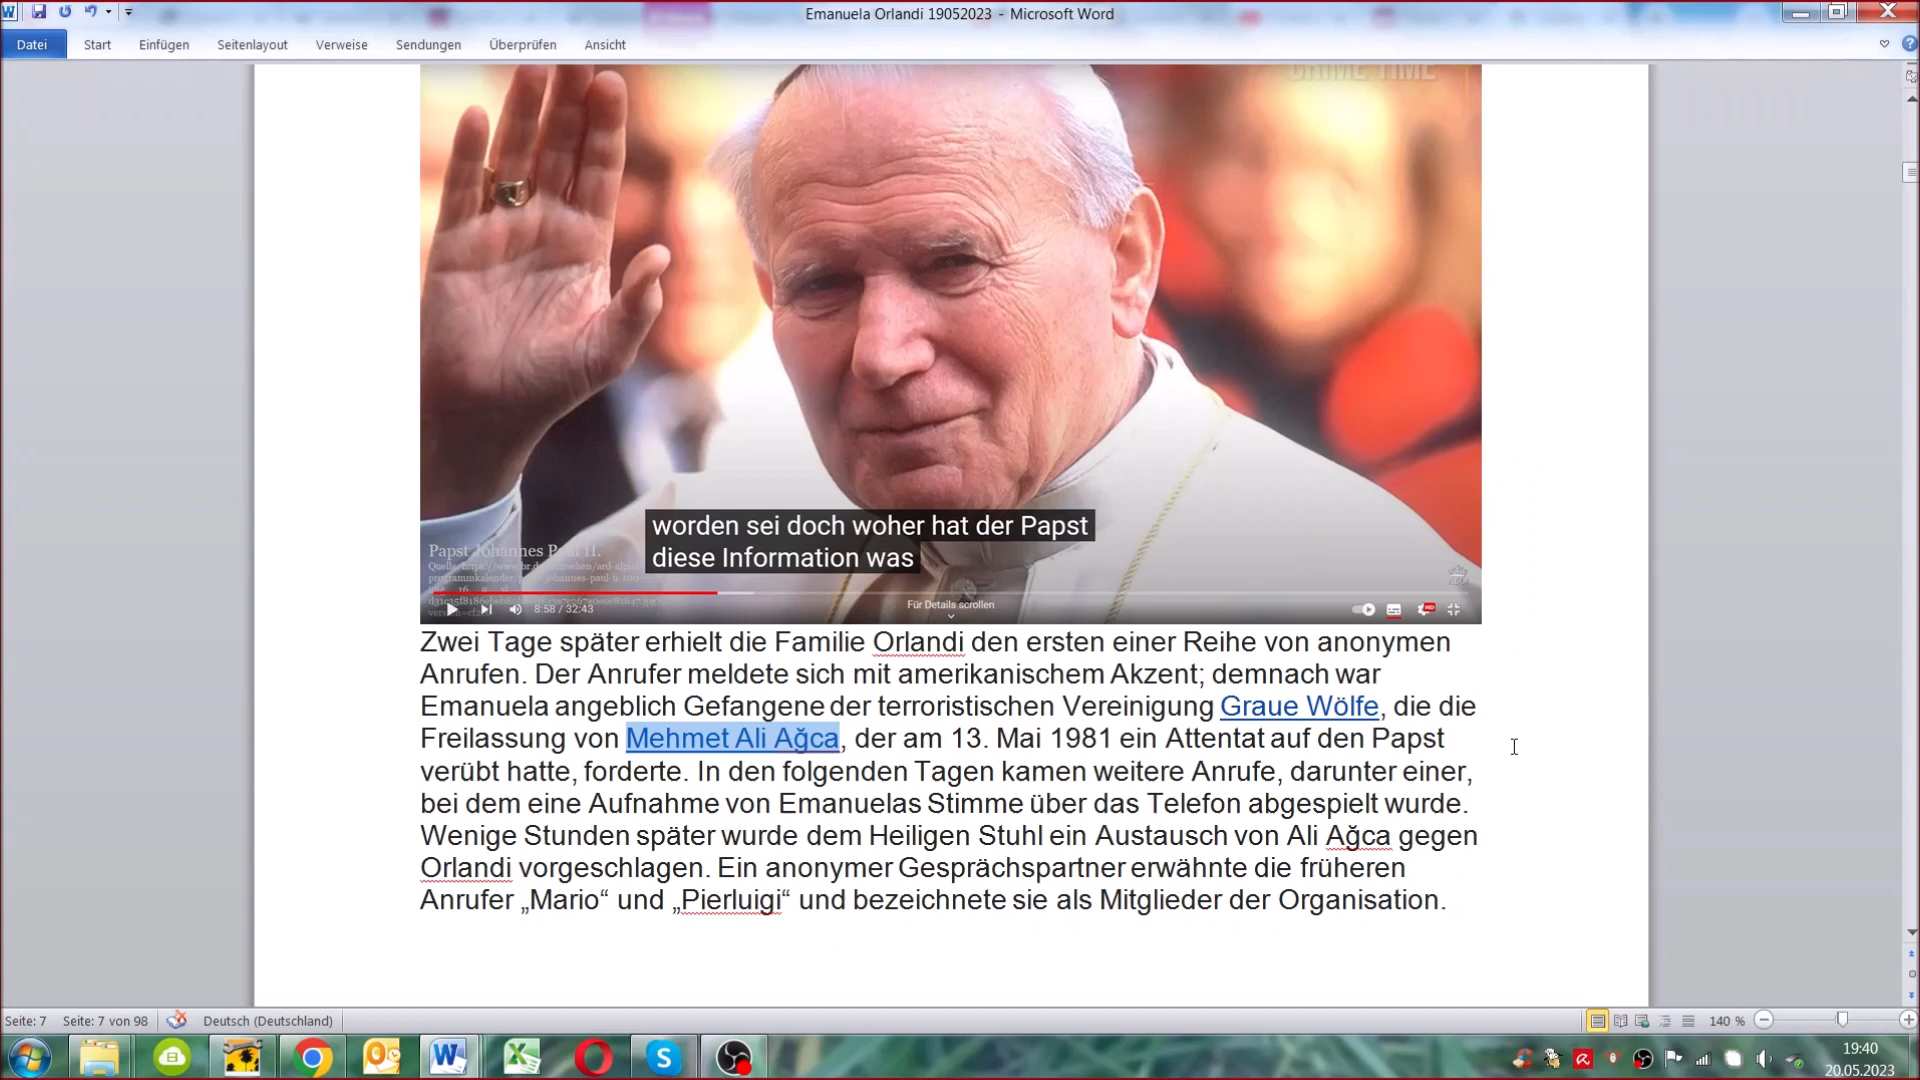 Emanuela Orlandi 19052023 - Microsoft Word
Datei Start Einfügen Seitenlayout Verweise Sendungen Überprüfen Ansicht
CRIME TIME
worden sei doch woher hat der Papst
diese Information was
Papst Johannes Paul II.
8:58 / 32:43
Für Details scrollen
HD
Zwei Tage später erhielt die Familie Orlandi den ersten einer Reihe von anonymen
Anrufen. Der Anrufer meldete sich mit amerikanischem Akzent; demnach war
Emanuela angeblich Gefangene der terroristischen Vereinigung Graue Wölfe, die die
Freilassung von Mehmet Ali Ağca, der am 13. Mai 1981 ein Attentat auf den Papst
verübt hatte, forderte. In den folgenden Tagen kamen weitere Anrufe, darunter einer,
bei dem eine Aufnahme von Emanuelas Stimme über das Telefon abgespielt wurde.
Wenige Stunden später wurde dem Heiligen Stuhl ein Austausch von Ali Ağca gegen
Orlandi vorgeschlagen. Ein anonymer Gesprächspartner erwähnte die früheren
Anrufer „Mario“ und „Pierluigi“ und bezeichnete sie als Mitglieder der Organisation.
Seite: 7 Seite: 7 von 98 Deutsch (Deutschland) 140 %
19:40
20.05.2023